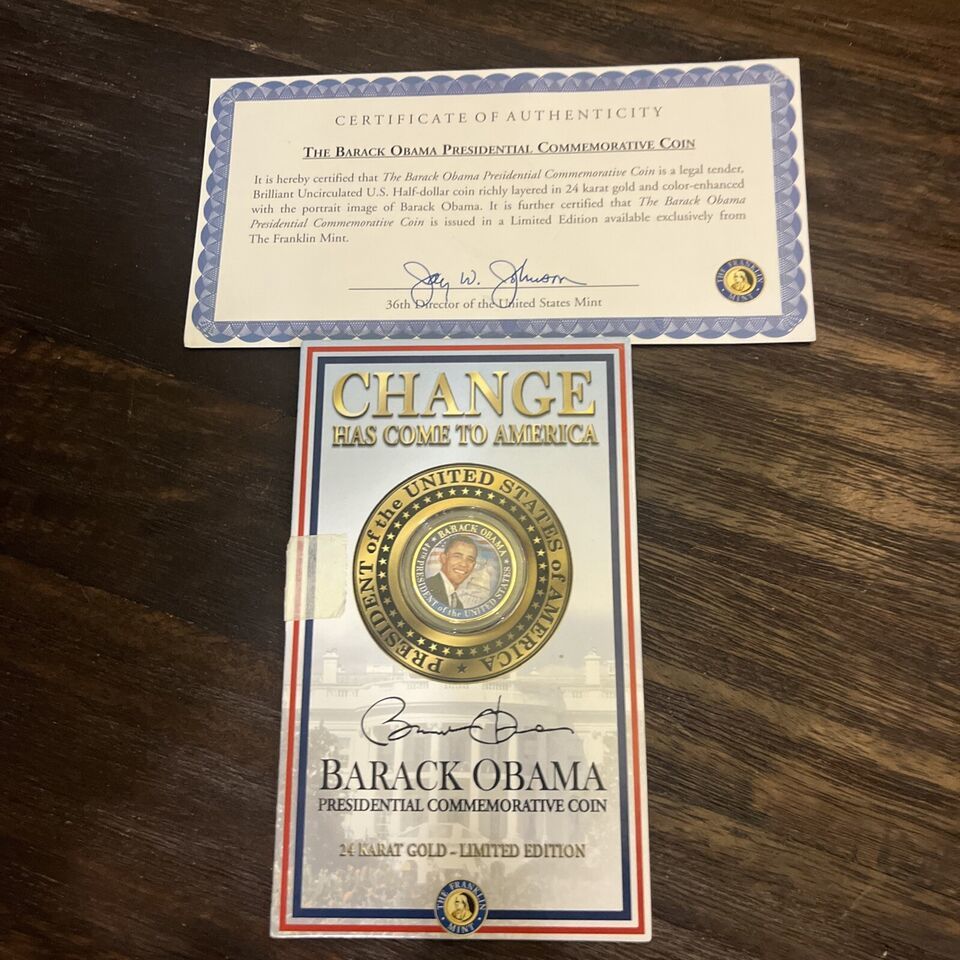 CERTIFICATE OF AUTHENTICITY
THE BARACK OBAMA PRESIDENTIAL COMMEMORATIVE COIN
It is hereby certified that The Barack Obama Presidential Commemorative Coin is a legal tender,
Brilliant Uncirculated U.S. Half-dollar coin richly layered in 24 karat gold and color-enhanced
with the portrait image of Barack Obama. It is further certified that The Barack Obama
Presidential Commemorative Coin is issued in a Limited Edition available exclusively from
The Franklin Mint.
Jay W. Johnson
36th Director of the United States Mint
THE FRANKLIN MINT
CHANGE
HAS COME TO AMERICA
PRESIDENT of the UNITED STATES of AMERICA
BARACK OBAMA
44TH PRESIDENT of the UNITED STATES
BARACK OBAMA
PRESIDENTIAL COMMEMORATIVE COIN
24 KARAT GOLD - LIMITED EDITION
THE FRANKLIN MINT